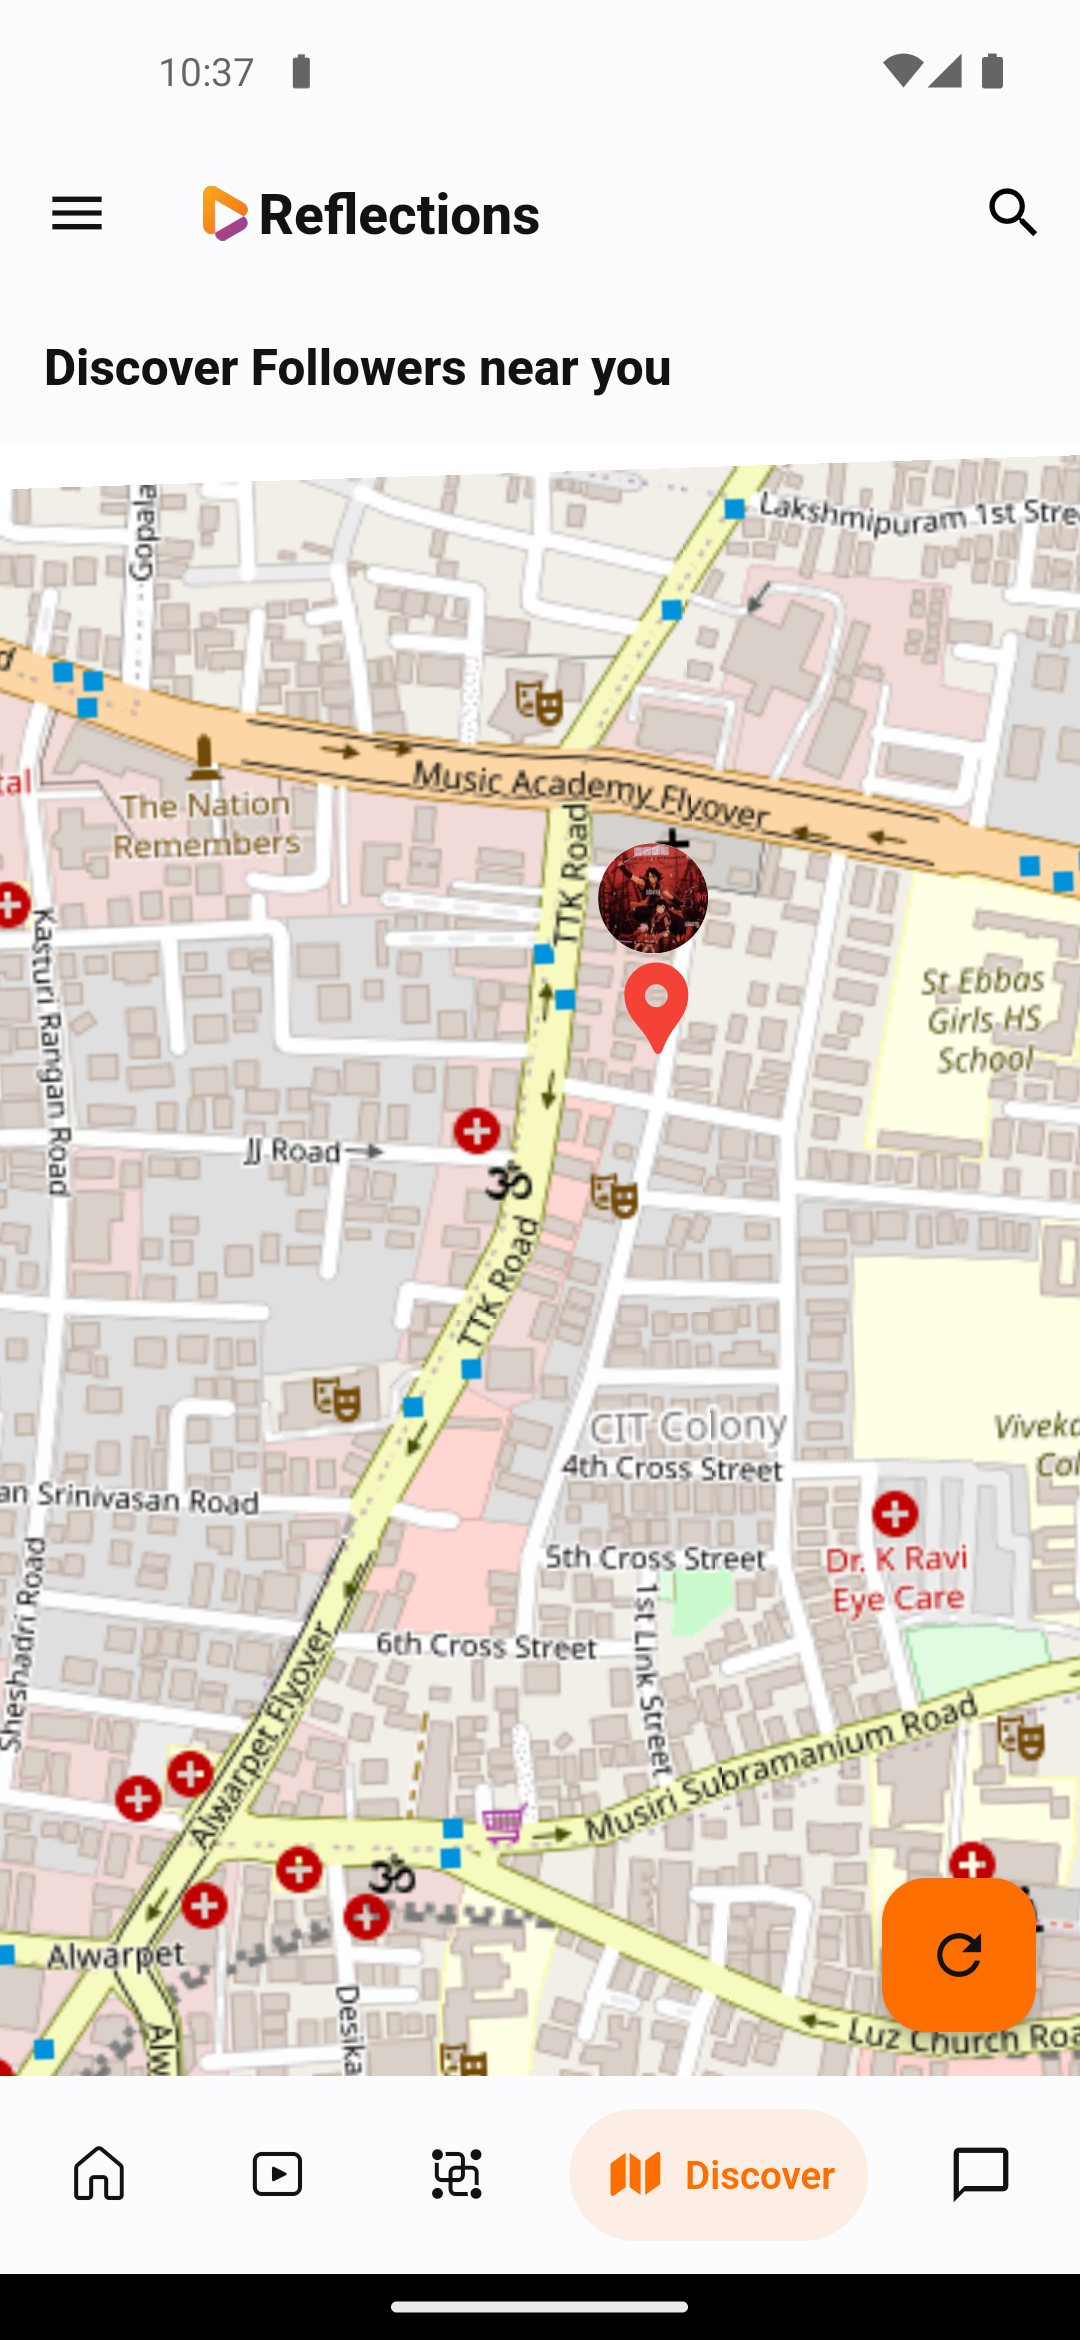 10:37
Reflections
Discover Followers near you
Gopala
Lakshmipuram 1st Stre
d
Music Academy Flyover
tal
The Nation
Remembers
TTK Road
Kasturi Rangan Road
St Ebbas
Girls HS
School
JJ Road
ॐ
TTK Road
CIT Colony
Viveka
Col
4th Cross Street
an Srinivasan Road
5th Cross Street
Dr. K Ravi
Eye Care
Sheshadri Road
1st Link Street
6th Cross Street
Alwarpet Flyover
Musiri Subramanium Road
ॐ
Alwarpet
Desika
Alw
Luz Church Roa
Discover